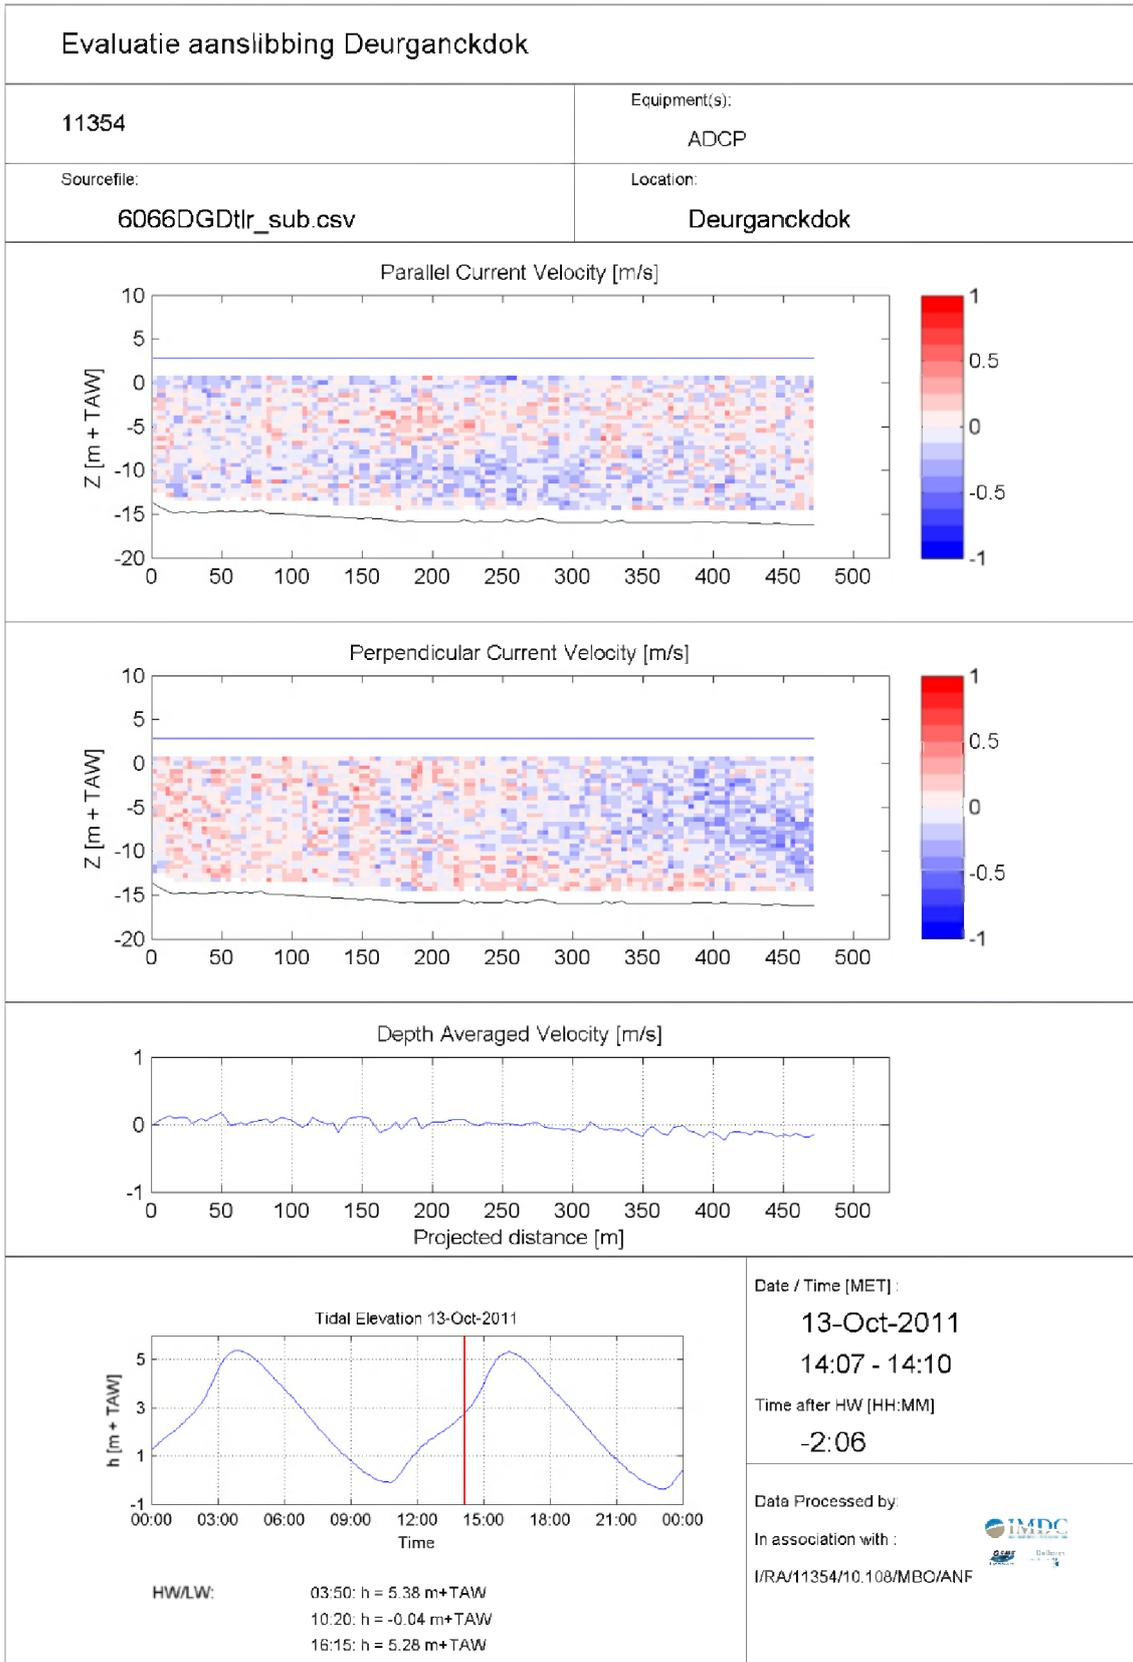 Evaluatie aanslibbing Deurganckdok
11354
Equipment(s):
ADCP
Sourcefile:
6066DGDtlr_sub.csv
Location:
Deurganckdok
Parallel Current Velocity [m/s]
10
5
0
-5
-10
-15
-20
Z [m + TAW]
0 50 100 150 200 250 300 350 400 450 500
1
0.5
0
-0.5
-1
Perpendicular Current Velocity [m/s]
10
5
0
-5
-10
-15
-20
Z [m + TAW]
0 50 100 150 200 250 300 350 400 450 500
1
0.5
0
-0.5
-1
Depth Averaged Velocity [m/s]
1
0
-1
0 50 100 150 200 250 300 350 400 450 500
Projected distance [m]
Tidal Elevation 13-Oct-2011
5
3
1
-1
h [m + TAW]
00:00 03:00 06:00 09:00 12:00 15:00 18:00 21:00 00:00
Time
HW/LW:
03:50: h = 5.38 m+TAW
10:20: h = -0.04 m+TAW
16:15: h = 5.28 m+TAW
Date / Time [MET] :
13-Oct-2011
14:07 - 14:10
Time after HW [HH:MM]
-2:06
Data Processed by:
IMDC
In association with :
I/RA/11354/10.108/MBO/ANF